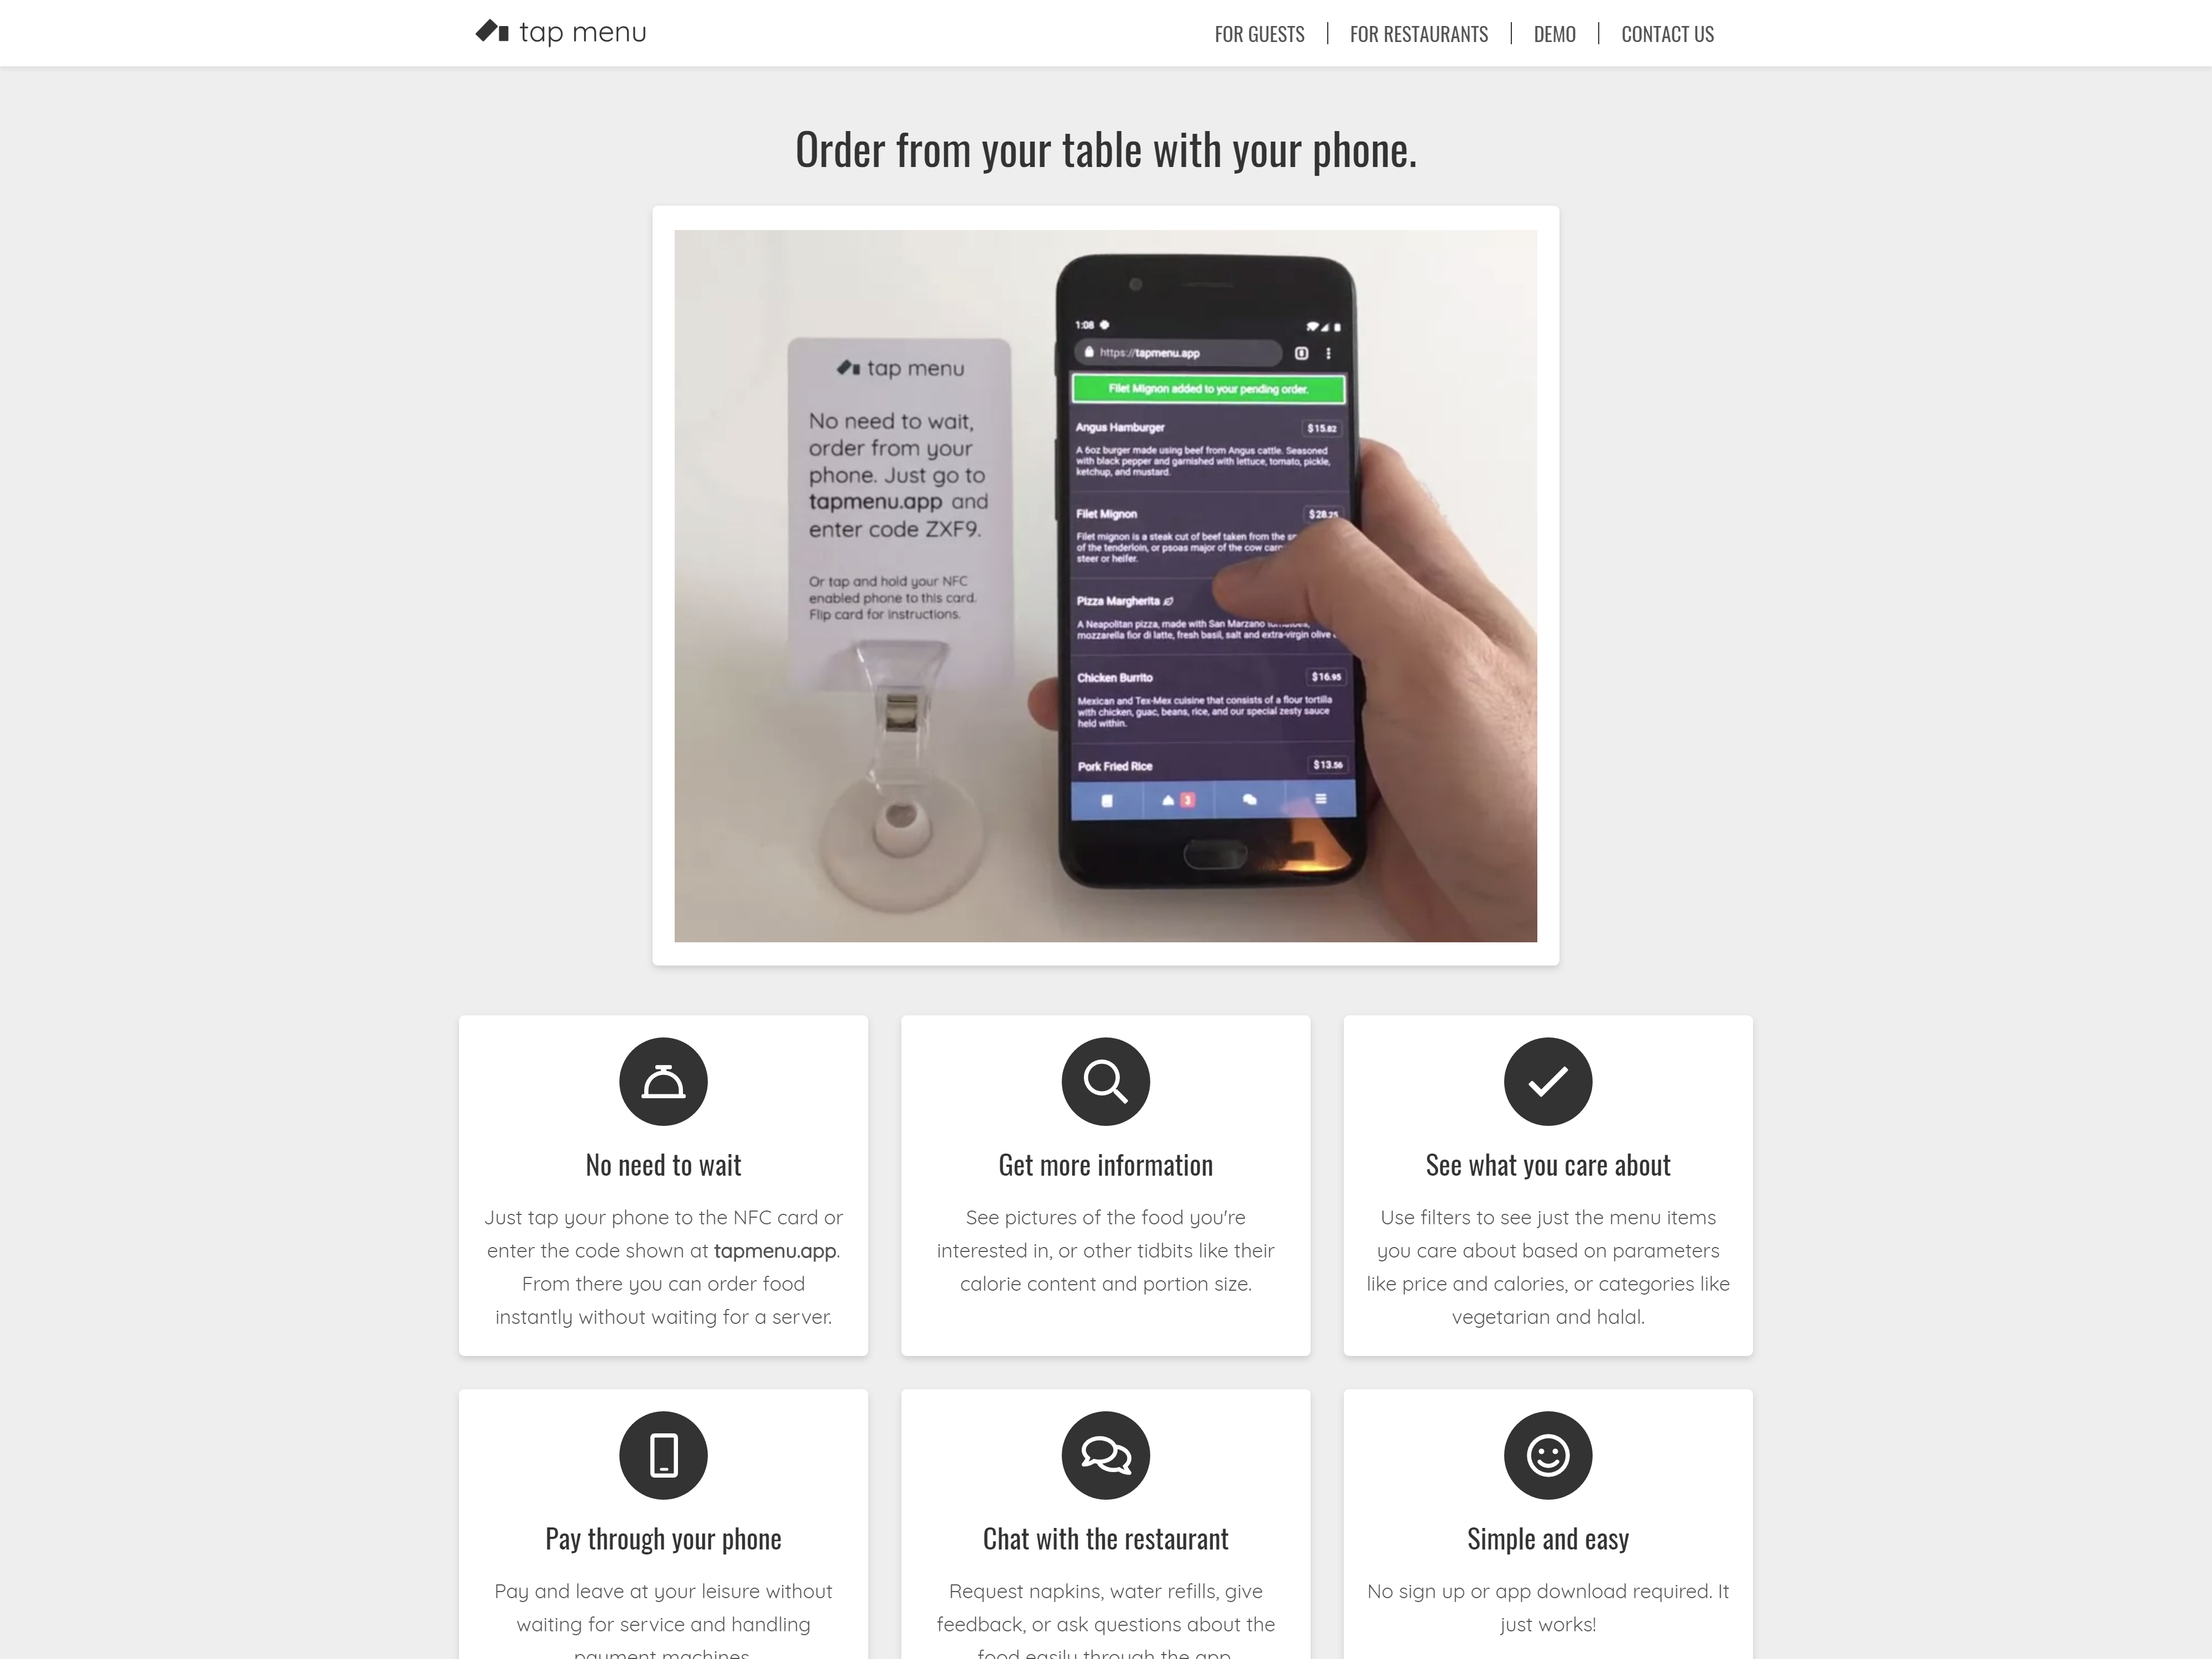 tap menu
FOR GUESTS
FOR RESTAURANTS
DEMO
CONTACT US
Order from your table with your phone.
tap menu
No need to wait,
order from your
phone. Just go to
tapmenu.app and
enter code ZXF9.
Or tap and hold your NFC
enabled phone to this card.
Flip card for instructions.
1:08
https://tapmenu.app
Filet Mignon added to your pending order.
Angus Hamburger
$15.82
A 6oz burger made using beef from Angus cattle. Seasoned
with black pepper and garnished with lettuce, tomato, pickle,
ketchup, and mustard.
Filet Mignon
$28.25
Filet mignon is a steak cut of beef taken from the
of the tenderloin, or psoas major of the cow
steer or heifer.
Pizza Margherita
A Neapolitan pizza, made with San Marzano
mozzarella fior di latte, fresh basil, salt and extra-virgin olive
Chicken Burrito
$16.95
Mexican and Tex-Mex cuisine that consists of a flour tortilla
with chicken, guac, beans, rice, and our special zesty sauce
held within.
Pork Fried Rice
$13.56
3
No need to wait
Just tap your phone to the NFC card or
enter the code shown at tapmenu.app.
From there you can order food
instantly without waiting for a server.
Get more information
See pictures of the food you're
interested in, or other tidbits like their
calorie content and portion size.
See what you care about
Use filters to see just the menu items
you care about based on parameters
like price and calories, or categories like
vegetarian and halal.
Pay through your phone
Pay and leave at your leisure without
waiting for service and handling
payment machines.
Chat with the restaurant
Request napkins, water refills, give
feedback, or ask questions about the
food easily through the app.
Simple and easy
No sign up or app download required. It
just works!